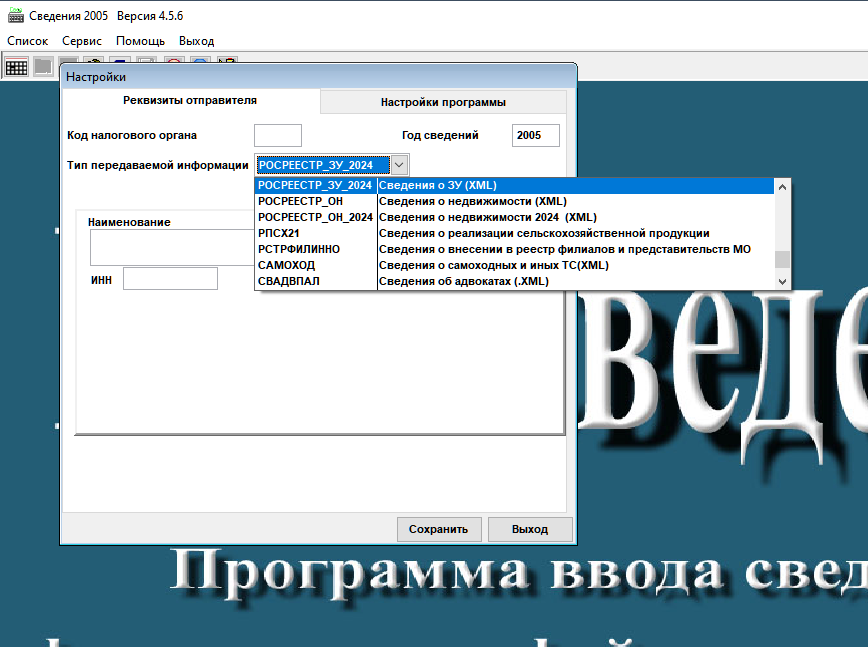 Сведения 2005 Версия 4.5.6
Список Сервис Помощь Выход
Настройки
Реквизиты отправителя Настройки программы
Код налогового органа Год сведений 2005
Тип передаваемой информации РОСРЕЕСТР_ЗУ_2024
РОСРЕЕСТР_ЗУ_2024 Сведения о ЗУ (XML)
РОСРЕЕСТР_ОН Сведения о недвижимости (XML)
РОСРЕЕСТР_ОН_2024 Сведения о недвижимости 2024 (XML)
РПСХ21 Сведения о реализации сельскохозяйственной продукции
РСТРФИЛИННО Сведения о внесении в реестр филиалов и представительств МО
САМОХОД Сведения о самоходных и иных ТС(XML)
СВАДВПАЛ Сведения об адвокатах (.XML)
Наименование
ИНН
веде
Сохранить Выход
Программа ввода свед